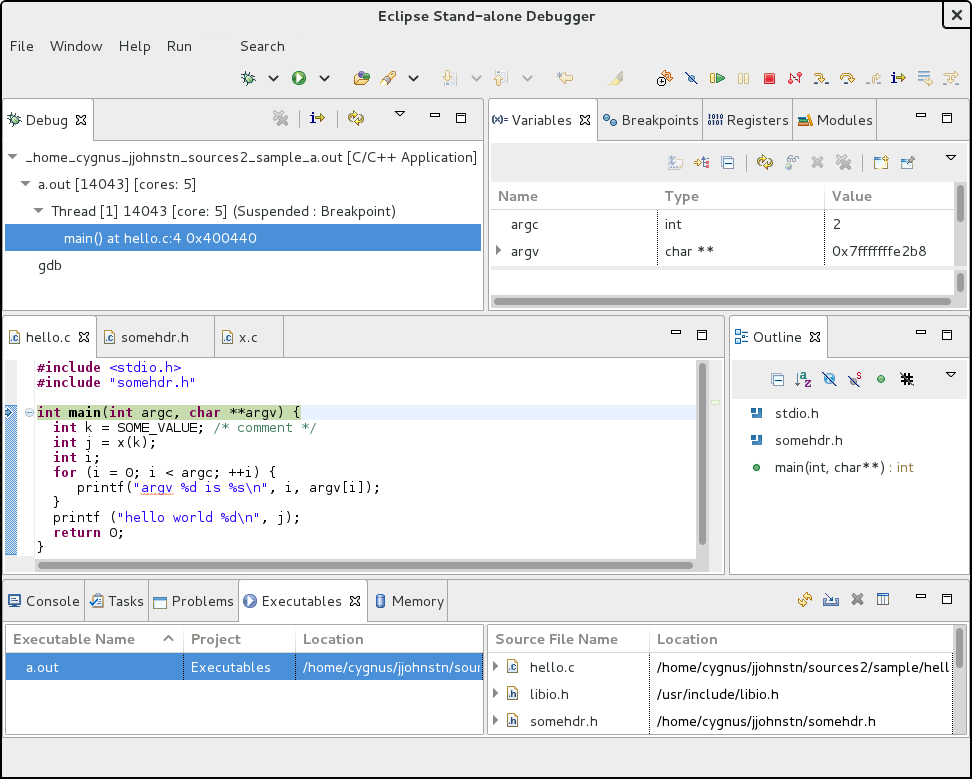 Eclipse Stand-alone Debugger
File Window Help Run Search
Debug
_home_cygnus_jjohnstn_sources2_sample_a.out [C/C++ Application]
a.out [14043] [cores: 5]
Thread [1] 14043 [core: 5] (Suspended : Breakpoint)
main() at hello.c:4 0x400440
gdb
(x)= Variables Breakpoints Registers Modules
Name Type Value
argc int 2
argv char ** 0x7fffffffe2b8
hello.c somehdr.h x.c
#include <stdio.h>
#include "somehdr.h"
int main(int argc, char **argv) {
int k = SOME_VALUE; /* comment */
int j = x(k);
int i;
for (i = 0; i < argc; ++i) {
printf("argv %d is %s\n", i, argv[i]);
}
printf ("hello world %d\n", j);
return 0;
}
Outline
stdio.h
somehdr.h
main(int, char**) : int
Console Tasks Problems Executables Memory
Executable Name Project Location
a.out Executables /home/cygnus/jjohnstn/sour
Source File Name Location
hello.c /home/cygnus/jjohnstn/sources2/sample/hell
libio.h /usr/include/libio.h
somehdr.h /home/cygnus/jjohnstn/somehdr.h